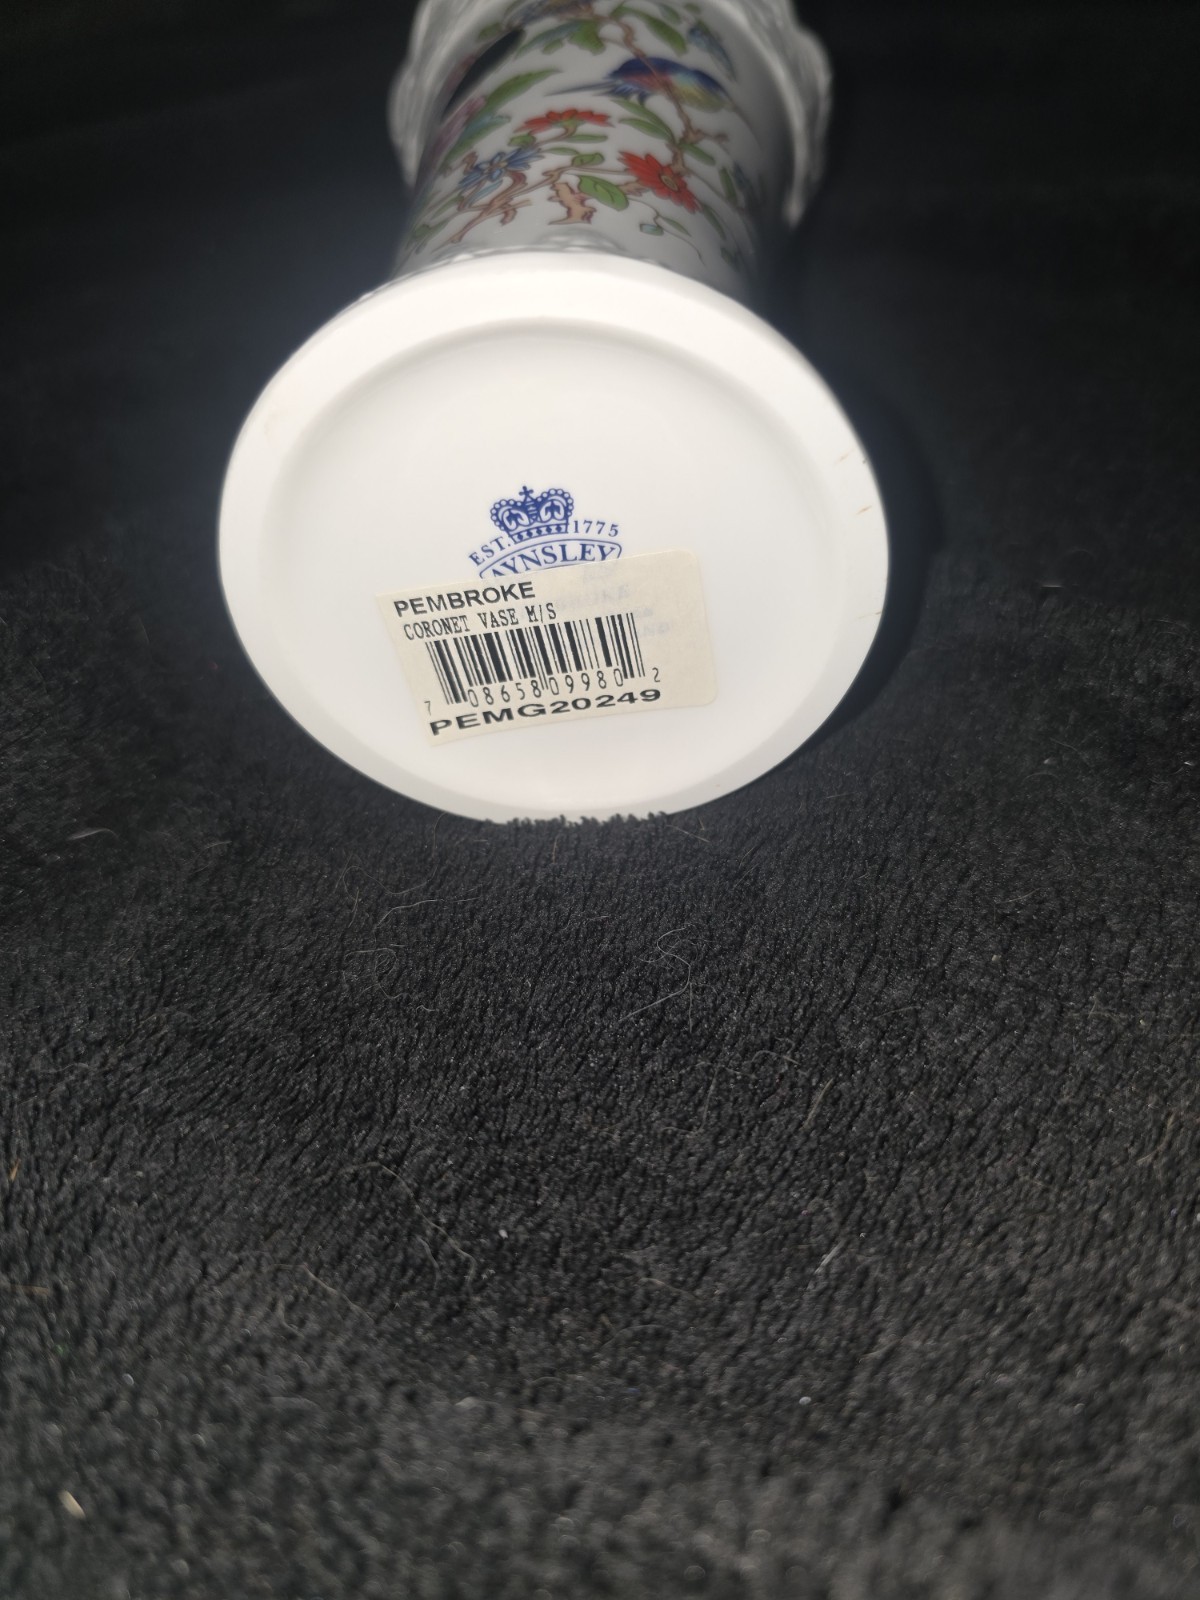 EST. 1775
AYNSLEY
PEMBROKE
CORONET VASE M/S
7 08658 09980 2
PEMG20249